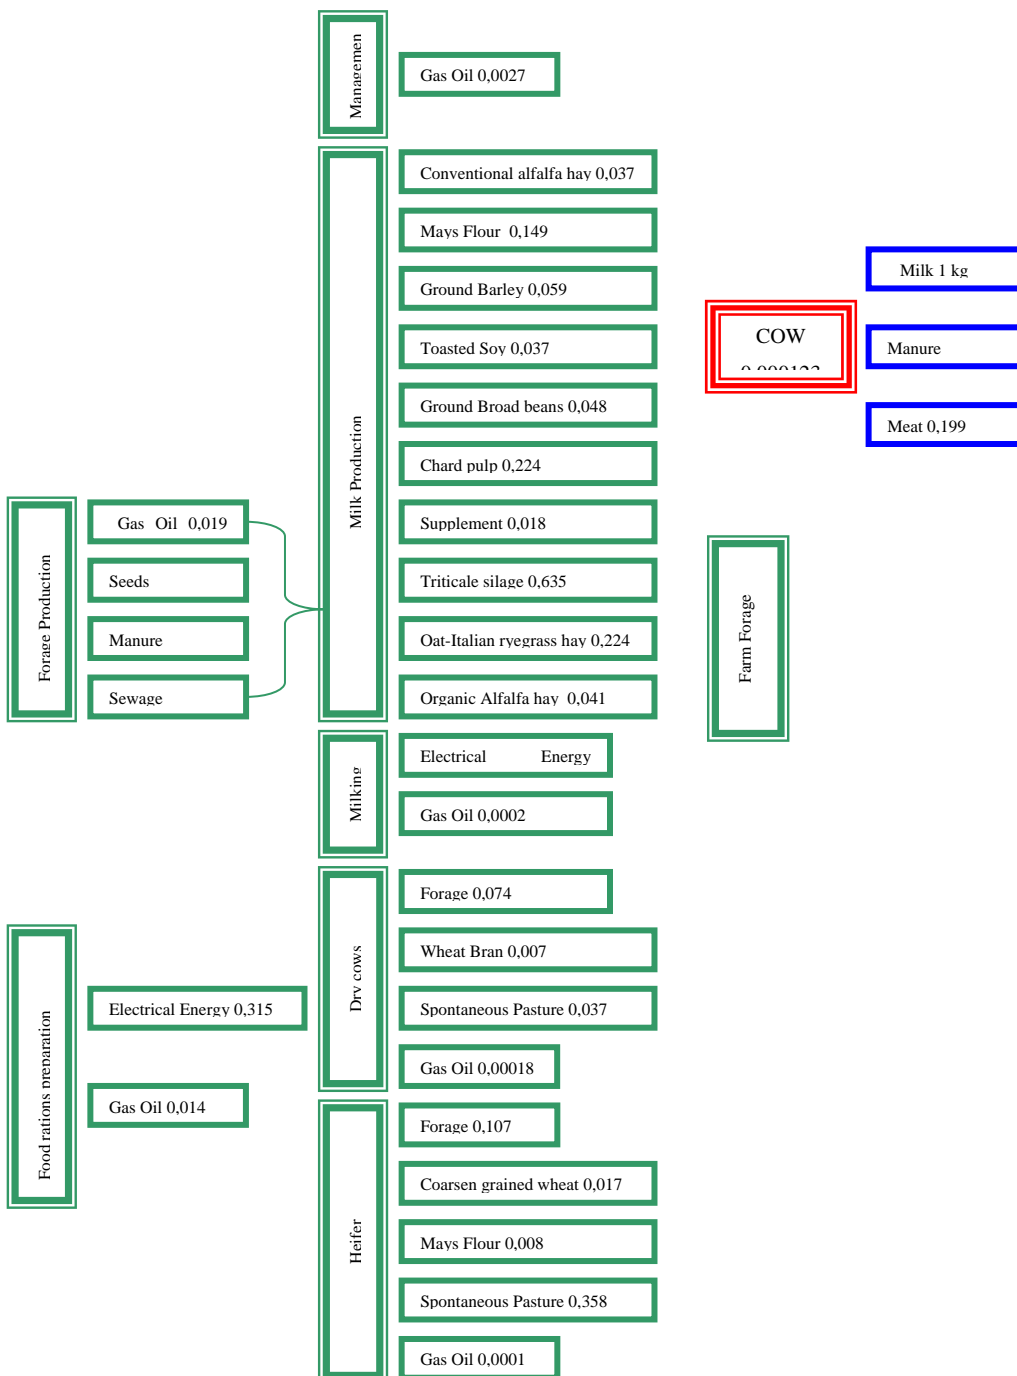 Managemen
Gas Oil 0,0027
Milk Production
Conventional alfalfa hay 0,037
Mays Flour 0,149
Ground Barley 0,059
Toasted Soy 0,037
Ground Broad beans 0,048
Chard pulp 0,224
Supplement 0,018
Triticale silage 0,635
Oat-Italian ryegrass hay 0,224
Organic Alfalfa hay 0,041
Milk 1 kg
COW
0,000123
Manure
Meat 0,199
Forage Production
Gas Oil 0,019
Seeds
Manure
Sewage
Farm Forage
Milking
Electrical Energy
Gas Oil 0,0002
Dry cows
Forage 0,074
Wheat Bran 0,007
Spontaneous Pasture 0,037
Gas Oil 0,00018
Food rations preparation
Electrical Energy 0,315
Gas Oil 0,014
Heifer
Forage 0,107
Coarsen grained wheat 0,017
Mays Flour 0,008
Spontaneous Pasture 0,358
Gas Oil 0,0001